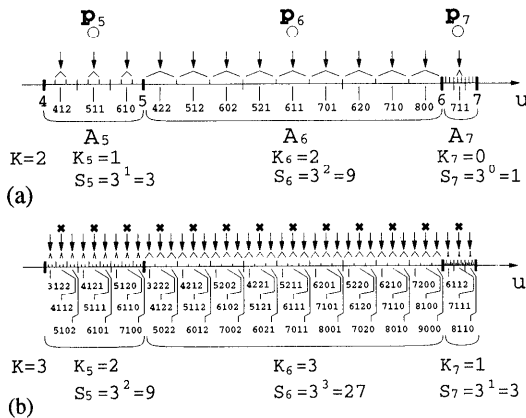 p5 p6 p7
4 5 6 7 u
412 511 610 422 512 602 521 611 701 620 710 800 711
A5 A6 A7
K=2 K5=1 K6=2 K7=0
S5=3^1=3 S6=3^2=9 S7=3^0=1
(a)
u
3122 4121 5120 3222 4212 5202 4221 5211 6201 5220 6210 7200 6112
4112 5111 6110 4122 5112 6102 5121 6111 7101 6120 7110 8100 7111
5102 6101 7100 5022 6012 7002 6021 7011 8001 7020 8010 9000 8110
K=3 K5=2 K6=3 K7=1
S5=3^2=9 S6=3^3=27 S7=3^1=3
(b)